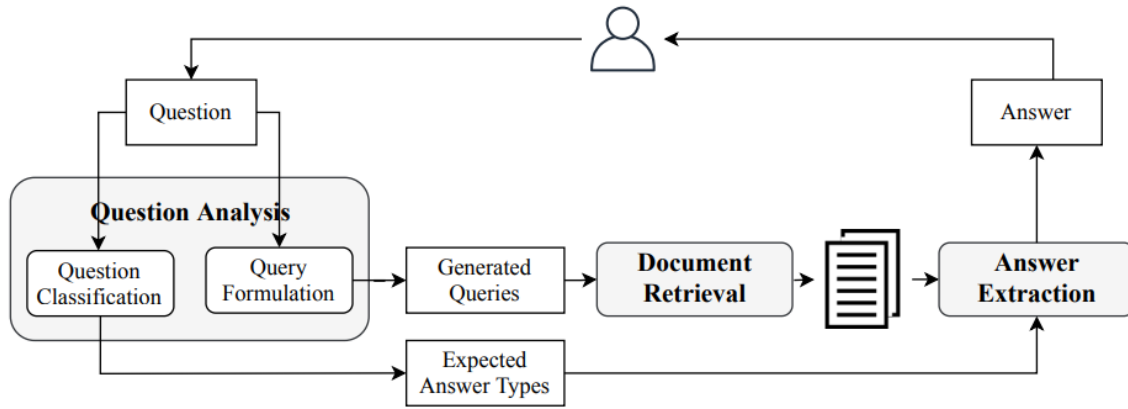 Question
Answer
Question Analysis
Question
Classification
Query
Formulation
Generated
Queries
Document
Retrieval
Answer
Extraction
Expected
Answer Types